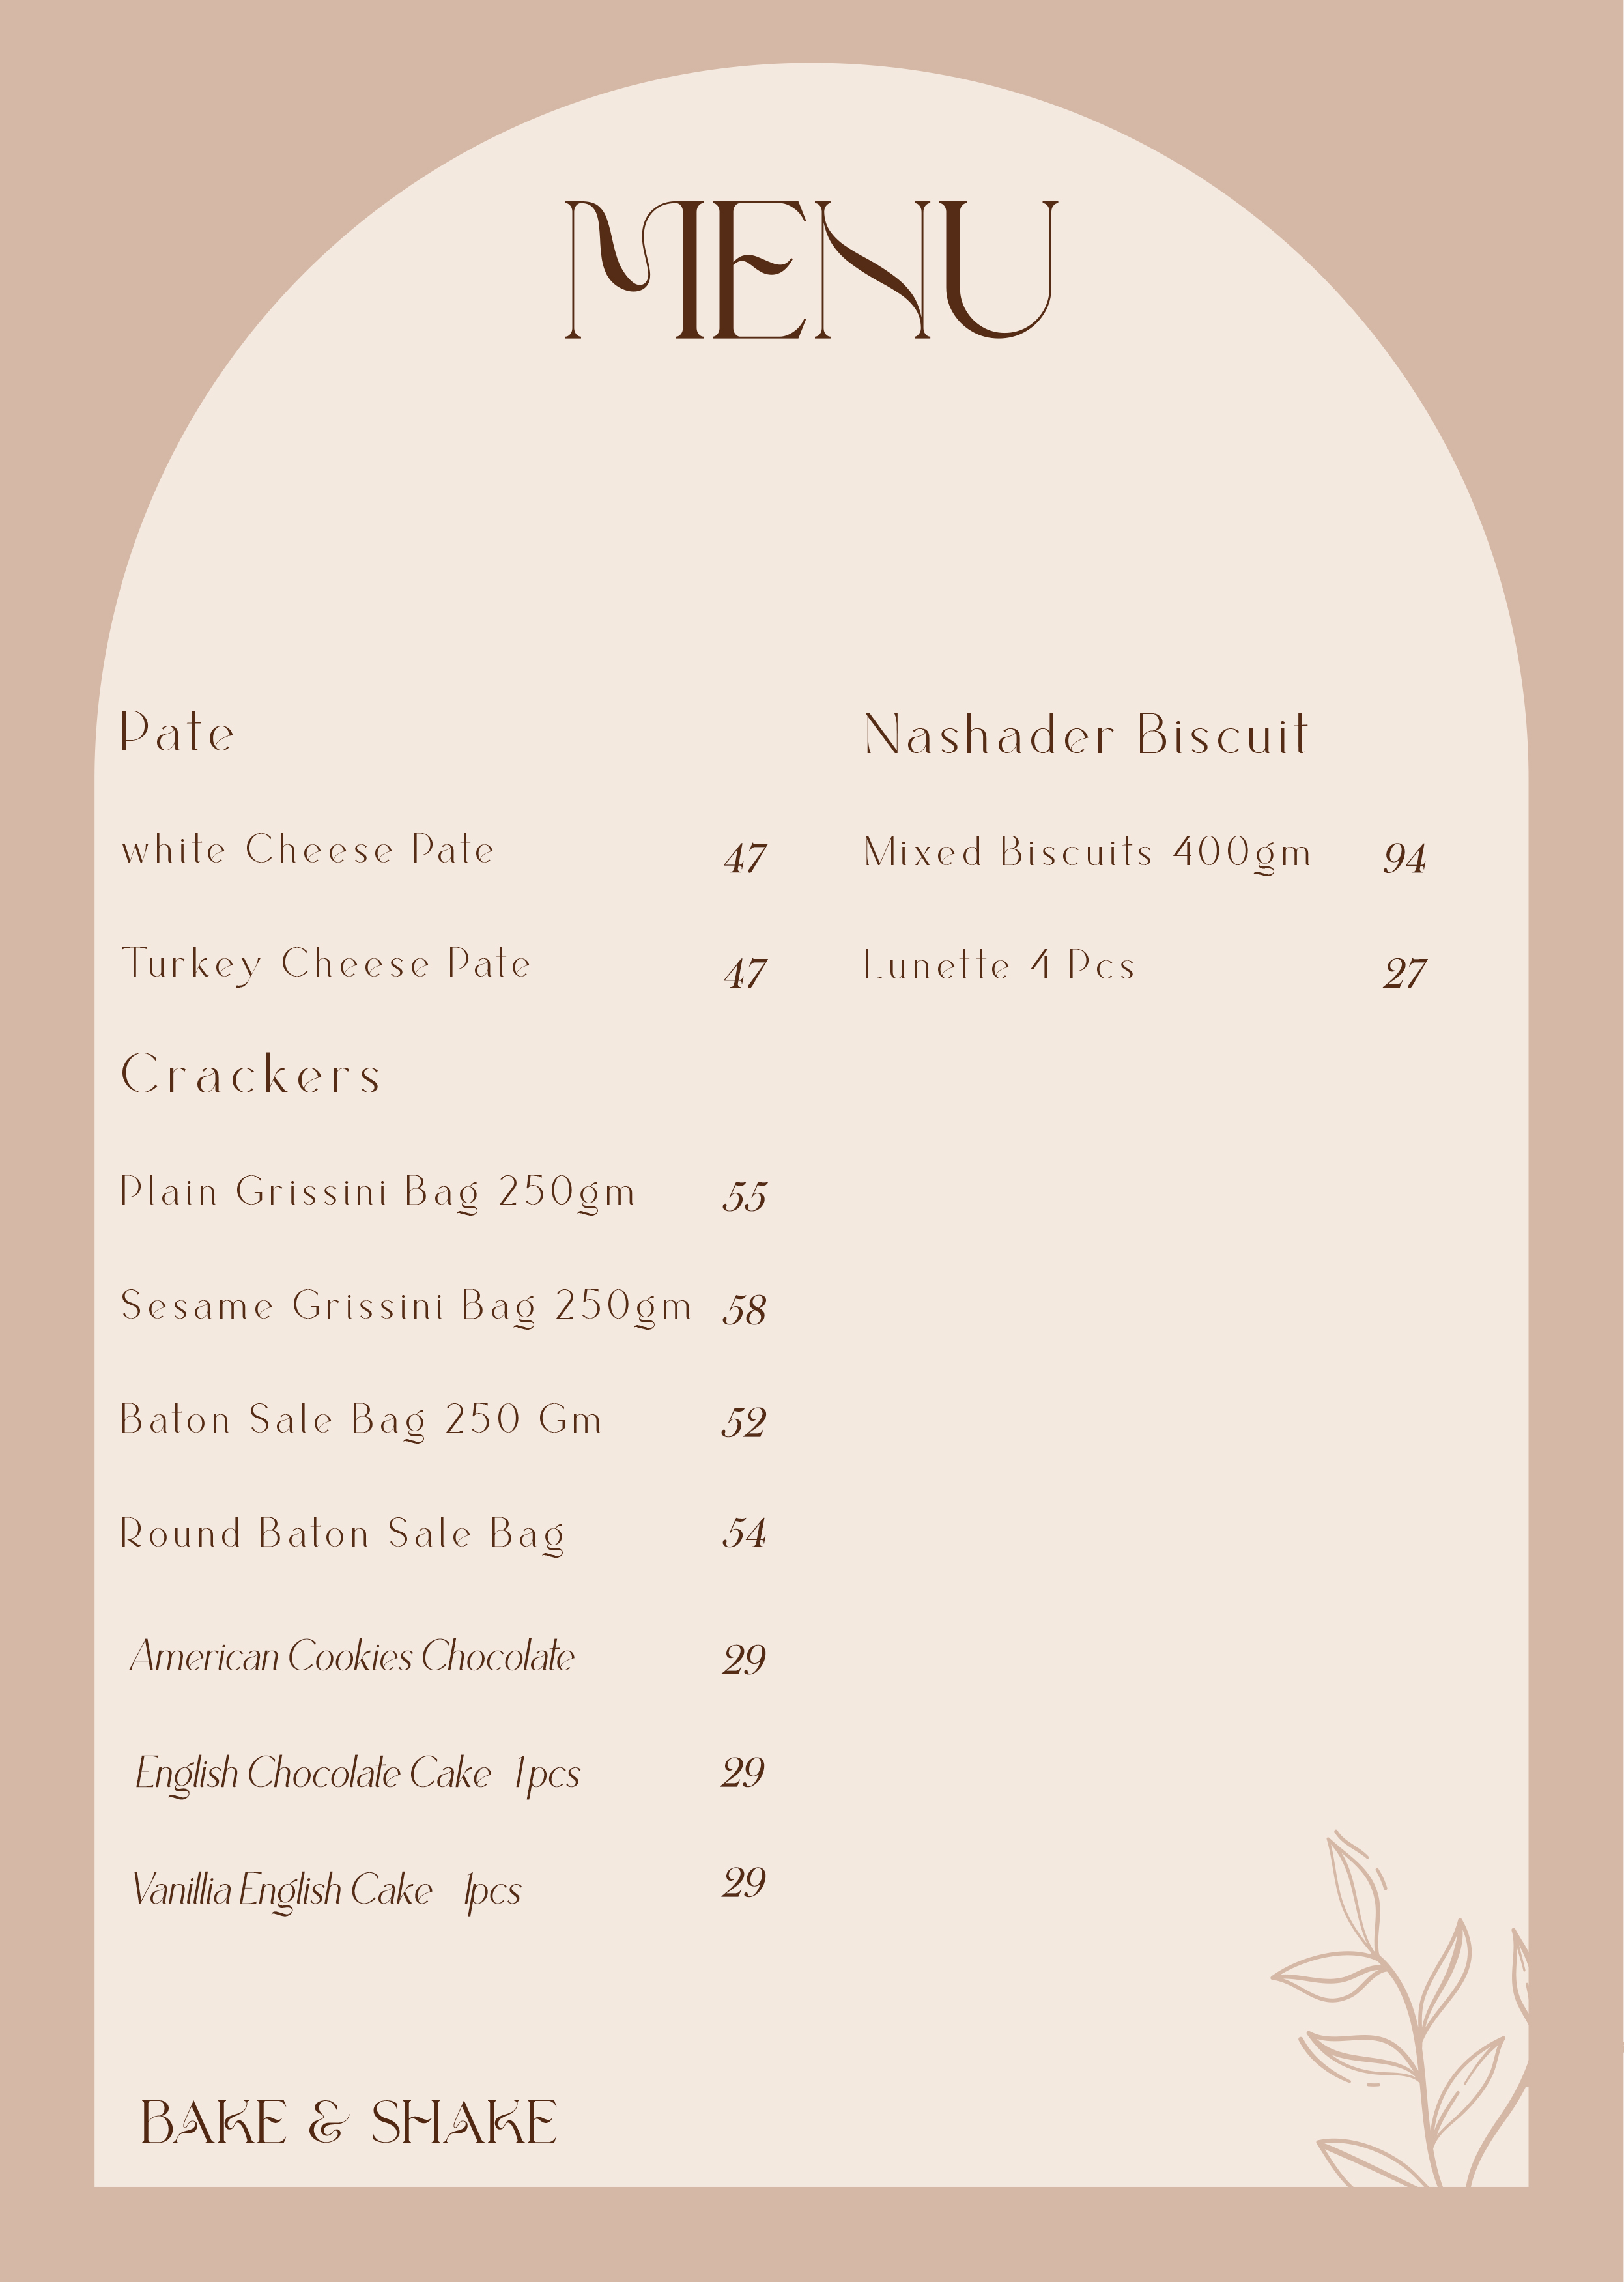 MENU
Pate
white Cheese Pate 47
Turkey Cheese Pate 47
Crackers
Plain Grissini Bag 250gm 55
Sesame Grissini Bag 250gm 58
Baton Sale Bag 250 Gm 52
Round Baton Sale Bag 54
American Cookies Chocolate 29
English Chocolate Cake 1pcs 29
Vanillia English Cake 1pcs 29
Nashader Biscuit
Mixed Biscuits 400gm 94
Lunette 4 Pcs 27
BAKE & SHAKE